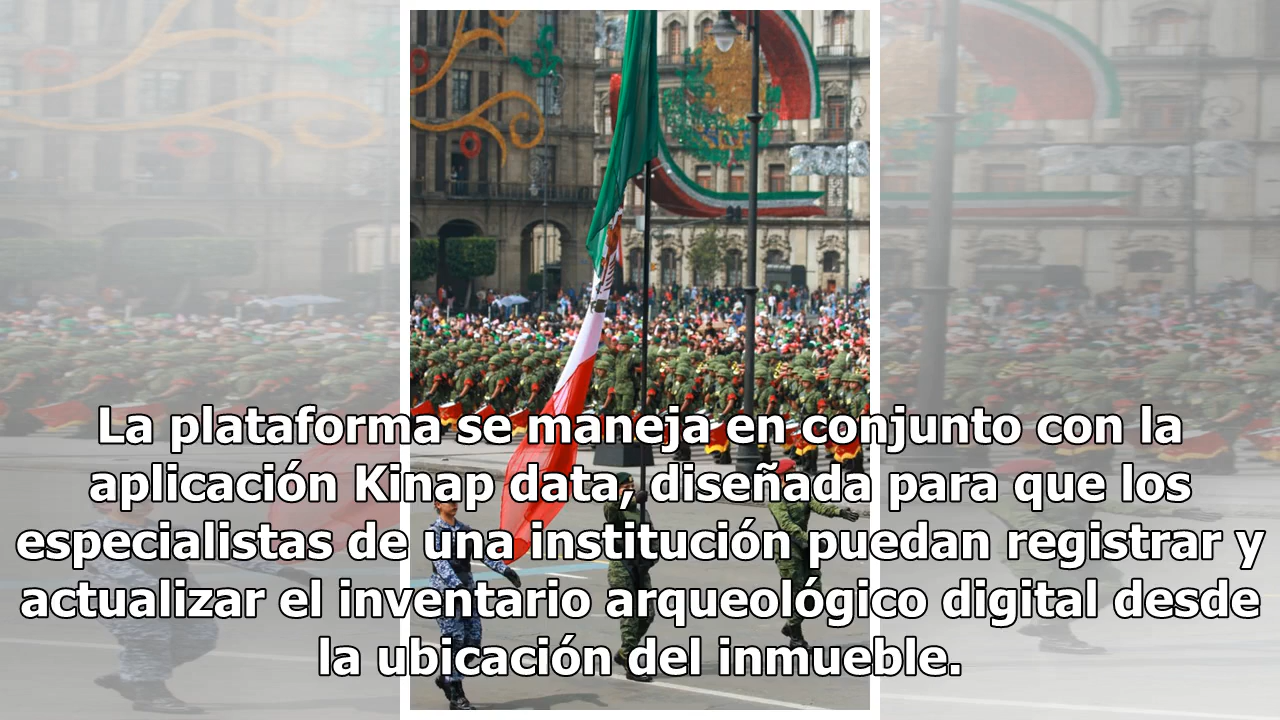 La plataforma se maneja en conjunto con la
aplicación Kinap data, diseñada para que los
especialistas de una institución puedan registrar y
actualizar el inventario arqueológico digital desde
la ubicación del inmueble.